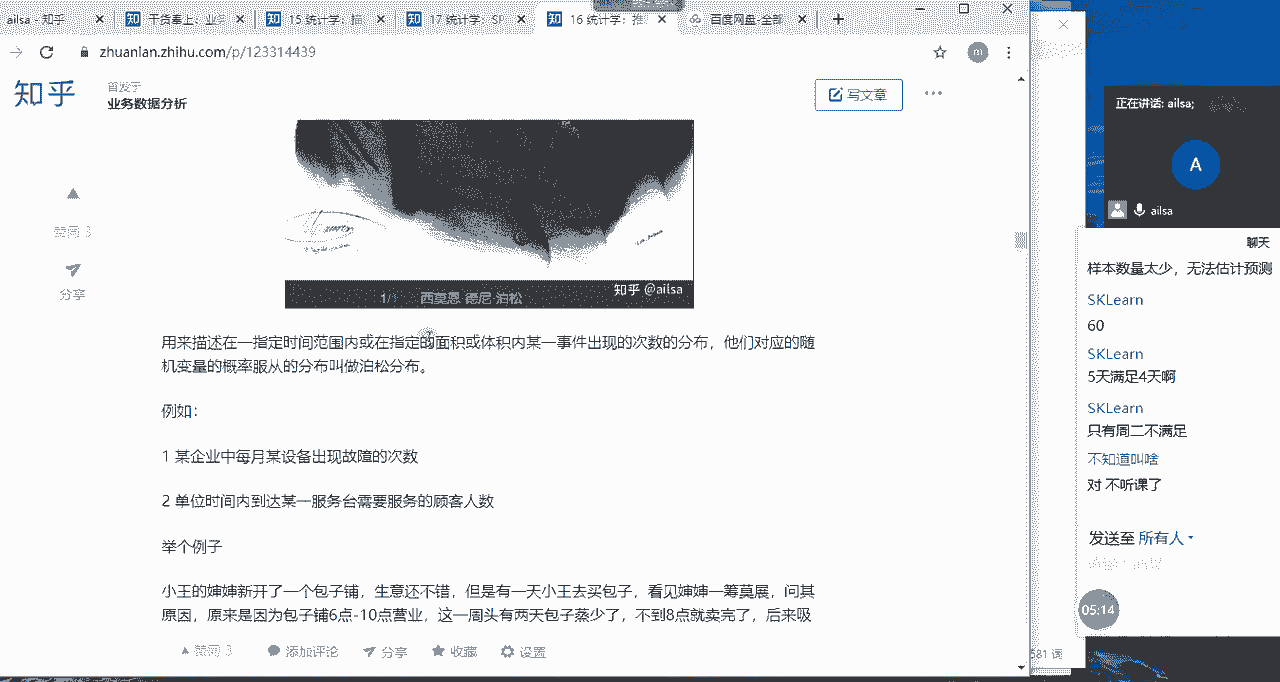 ailsa - 知乎
干货奉上：业务
15 统计学：推
17 统计学：SP
16 统计学：推
百度网盘-全部
zhuanlan.zhihu.com/p/123314439
m
知乎
首发于
业务数据分析
写文章
正在讲话: ailsa;
A
ailsa
赞同 3
分享
知乎 @ailsa
1/1 西莫恩·德尼·泊松
用来描述在一指定时间范围内或在指定的面积或体积内某一事件出现的次数的分布，他们对应的随
机变量的概率服从的分布叫做泊松分布。
例如：
1 某企业中每月某设备出现故障的次数
2 单位时间内到达某一服务台需要服务的顾客人数
举个例子
小王的婶婶新开了一个包子铺，生意还不错，但是有一天小王去买包子，看见婶婶一筹莫展，问其
原因，原来是因为包子铺6点-10点营业，这一周头有两天包子蒸少了，不到8点就卖完了，后来吸
赞同 3
添加评论
分享
收藏
设置
聊天
样本数量太少，无法估计预测
SKLearn
60
SKLearn
5天满足4天啊
SKLearn
只有周二不满足
不知道叫啥
对 不听课了
发送至 所有人
05:14
581 词